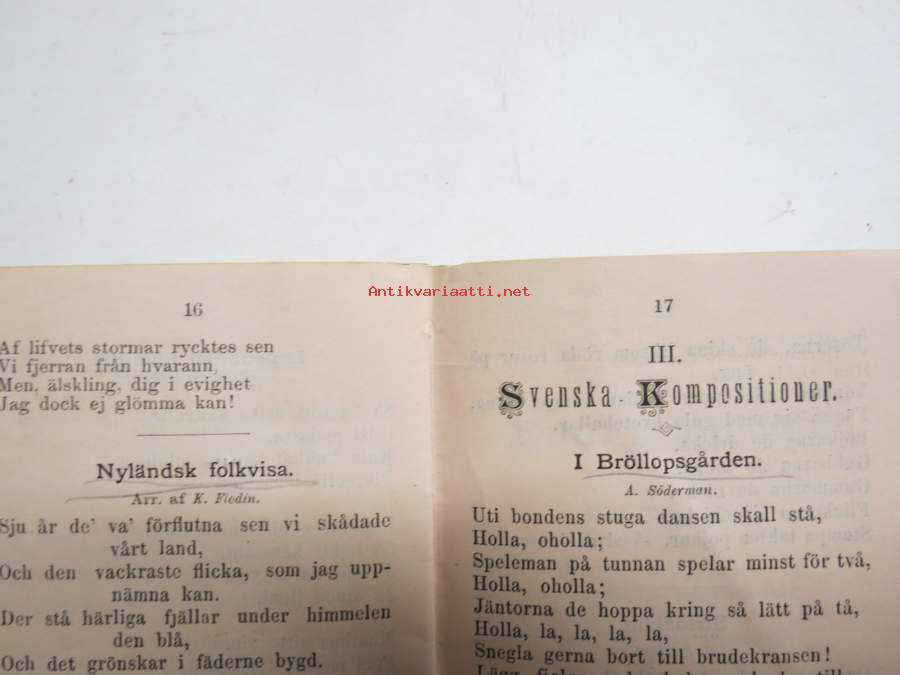 Antikvariaatti.net
16
Af lifvets stormar rycktes sen
Vi fjerran från hvarann,
Men, älskling, dig i evighet
Jag dock ej glömma kan!
Nyländsk folkvisa.
Arr. af K. Flodin.
Sju år de' va' förflutna sen vi skådade
vårt land,
Och den vackraste flicka, som jag upp-
nämna kan.
Der stå härliga fjällar under himmelen
den blå,
Och det grönskar i fäderne bygd.
17
III.
Svenska Kompositioner.
I Bröllopsgården.
A. Söderman.
Uti bondens stuga dansen skall stå,
Holla, oholla;
Speleman på tunnan spelar minst för två,
Holla, oholla;
Jäntorna de hoppa kring så lätt på tå,
Holla, la, la, la, la,
Snegla gerna bort till brudekransen!